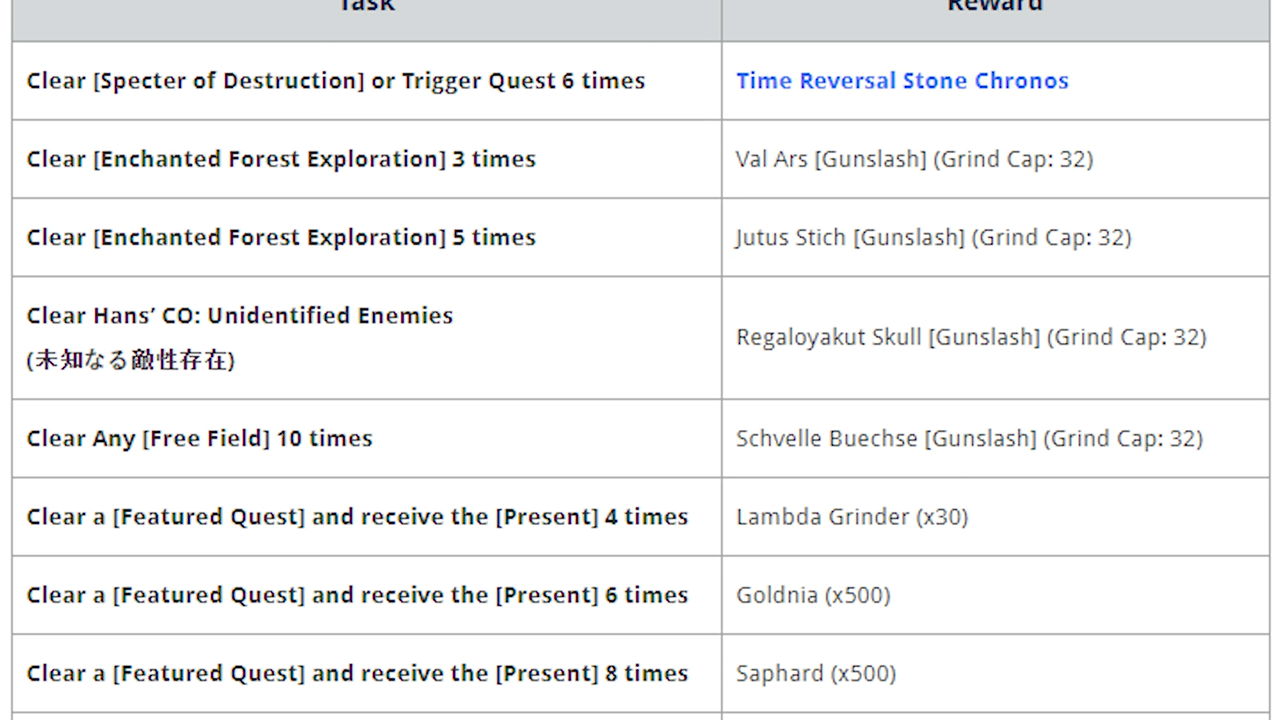 Task
Reward
Clear [Specter of Destruction] or Trigger Quest 6 times
Time Reversal Stone Chronos
Clear [Enchanted Forest Exploration] 3 times
Val Ars [Gunslash] (Grind Cap: 32)
Clear [Enchanted Forest Exploration] 5 times
Jutus Stich [Gunslash] (Grind Cap: 32)
Clear Hans’ CO: Unidentified Enemies
(未知なる敵性存在)
Regaloyakut Skull [Gunslash] (Grind Cap: 32)
Clear Any [Free Field] 10 times
Schvelle Buechse [Gunslash] (Grind Cap: 32)
Clear a [Featured Quest] and receive the [Present] 4 times
Lambda Grinder (x30)
Clear a [Featured Quest] and receive the [Present] 6 times
Goldnia (x500)
Clear a [Featured Quest] and receive the [Present] 8 times
Saphard (x500)